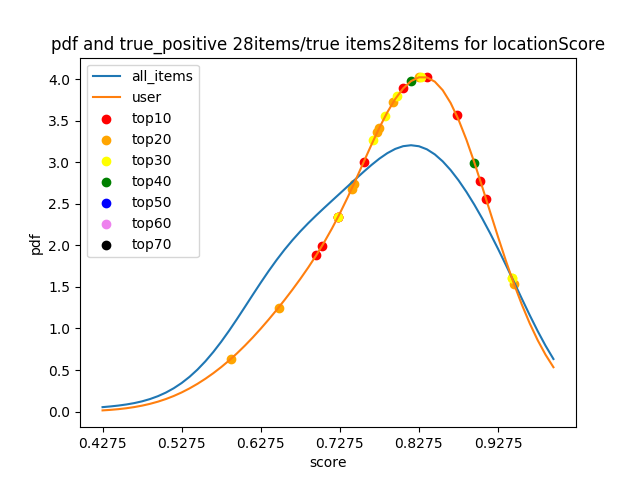 pdf and true_positive 28items/true items28items for locationScore
all_items
user
top10
top20
top30
top40
top50
top60
top70
pdf
4.0
3.5
3.0
2.5
2.0
1.5
1.0
0.5
0.0
0.4275 0.5275 0.6275 0.7275 0.8275 0.9275
score